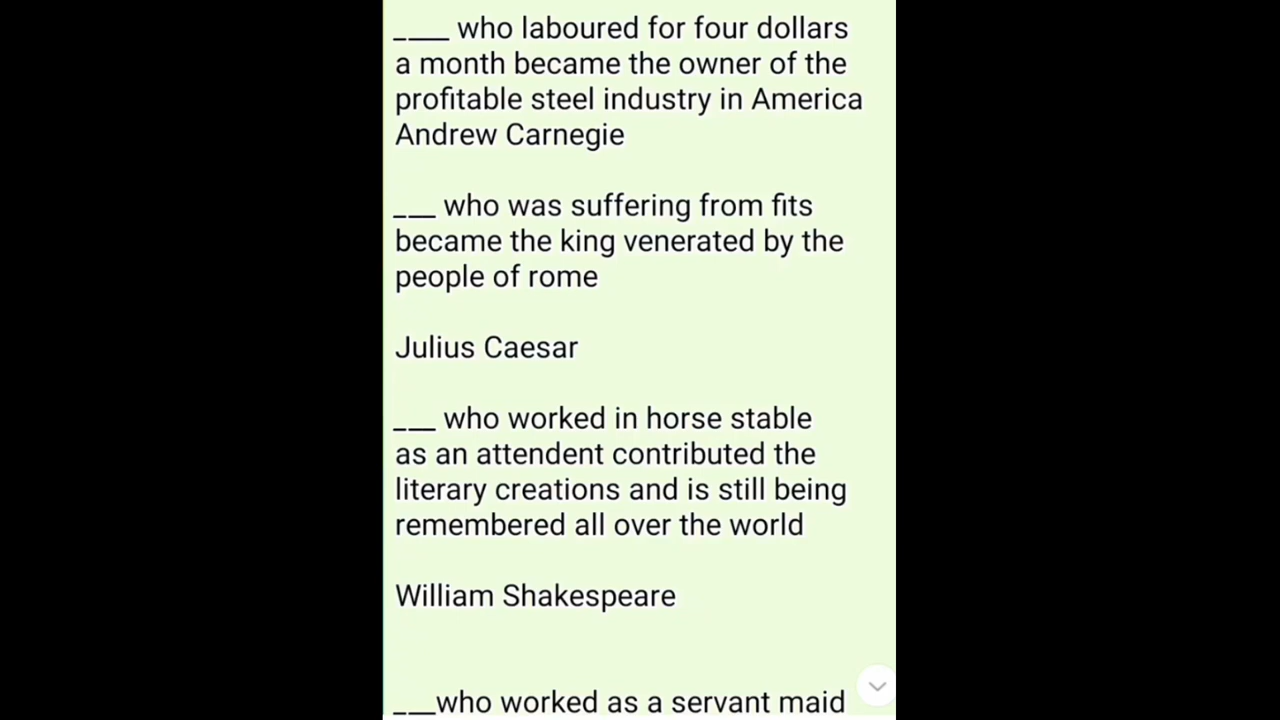 ____ who laboured for four dollars
a month became the owner of the
profitable steel industry in America
Andrew Carnegie
___ who was suffering from fits
became the king venerated by the
people of rome
Julius Caesar
___ who worked in horse stable
as an attendent contributed the
literary creations and is still being
remembered all over the world
William Shakespeare
___who worked as a servant maid